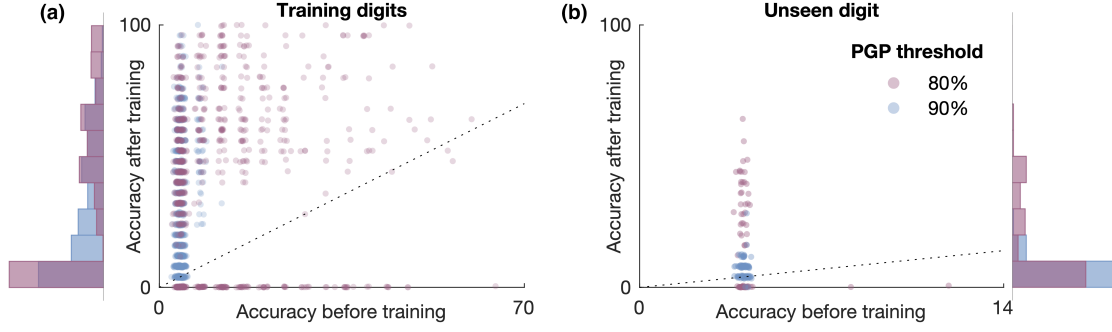 (a)
Training digits
100
Accuracy after training
0
0
Accuracy before training
70
(b)
Unseen digit
100
Accuracy after training
0
0
Accuracy before training
14
PGP threshold
80%
90%